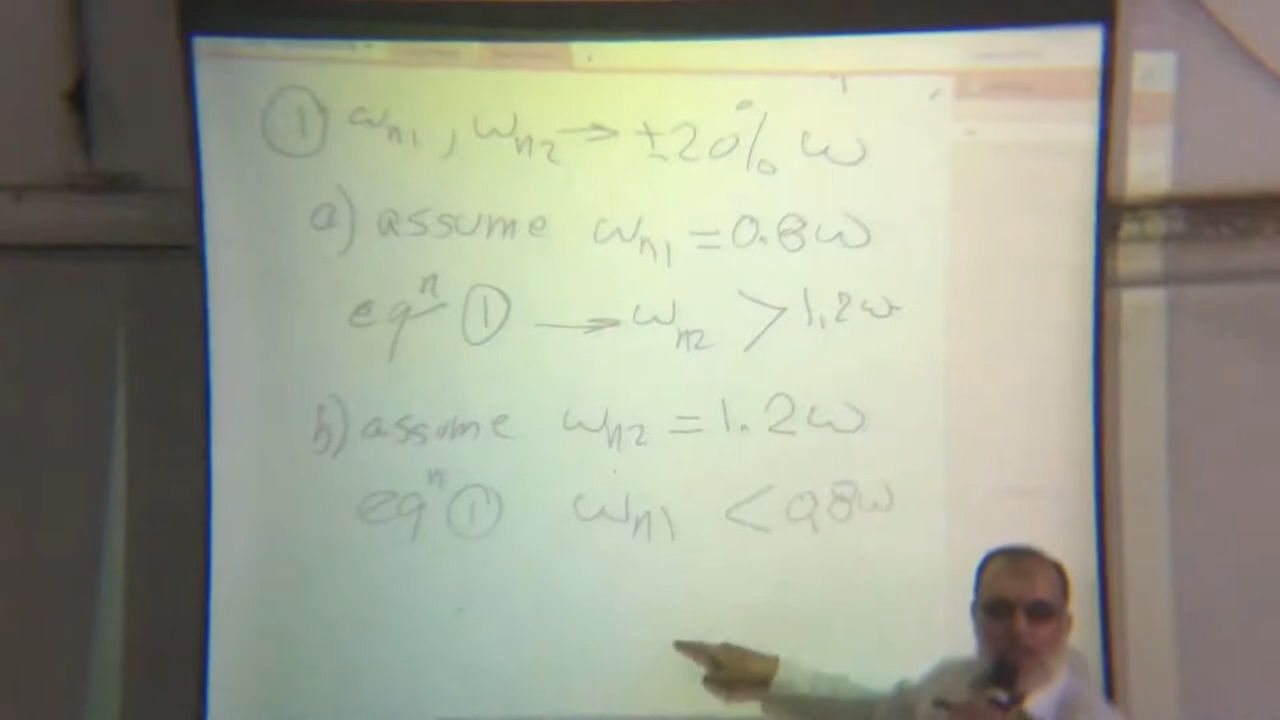 ① ωn1, ωn2 → ±20% ω
a) assume ωn1 = 0.8ω
eqn ① → ωn2 > 1.2ω
b) assume ωn2 = 1.2ω
eqn ① ωn1 < 0.8ω